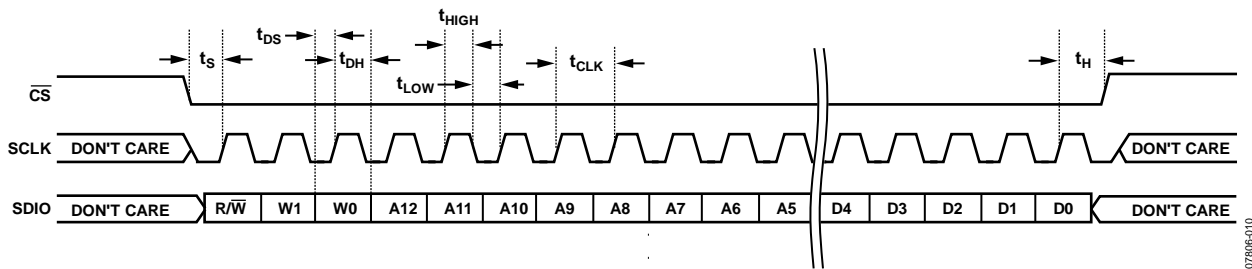 tHIGH
tDS
tS
tDH
tCLK
tH
tLOW
CS
SCLK DON'T CARE DON'T CARE
SDIO DON'T CARE R/W W1 W0 A12 A11 A10 A9 A8 A7 A6 A5 D4 D3 D2 D1 D0 DON'T CARE
07806-010